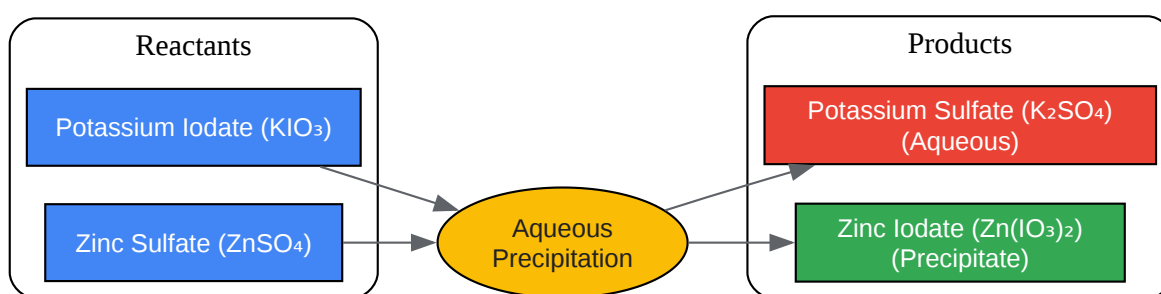 Reactants
Potassium Iodate (KIO₃)
Zinc Sulfate (ZnSO₄)
Aqueous
Precipitation
Products
Potassium Sulfate (K₂SO₄)
(Aqueous)
Zinc Iodate (Zn(IO₃)₂)
(Precipitate)